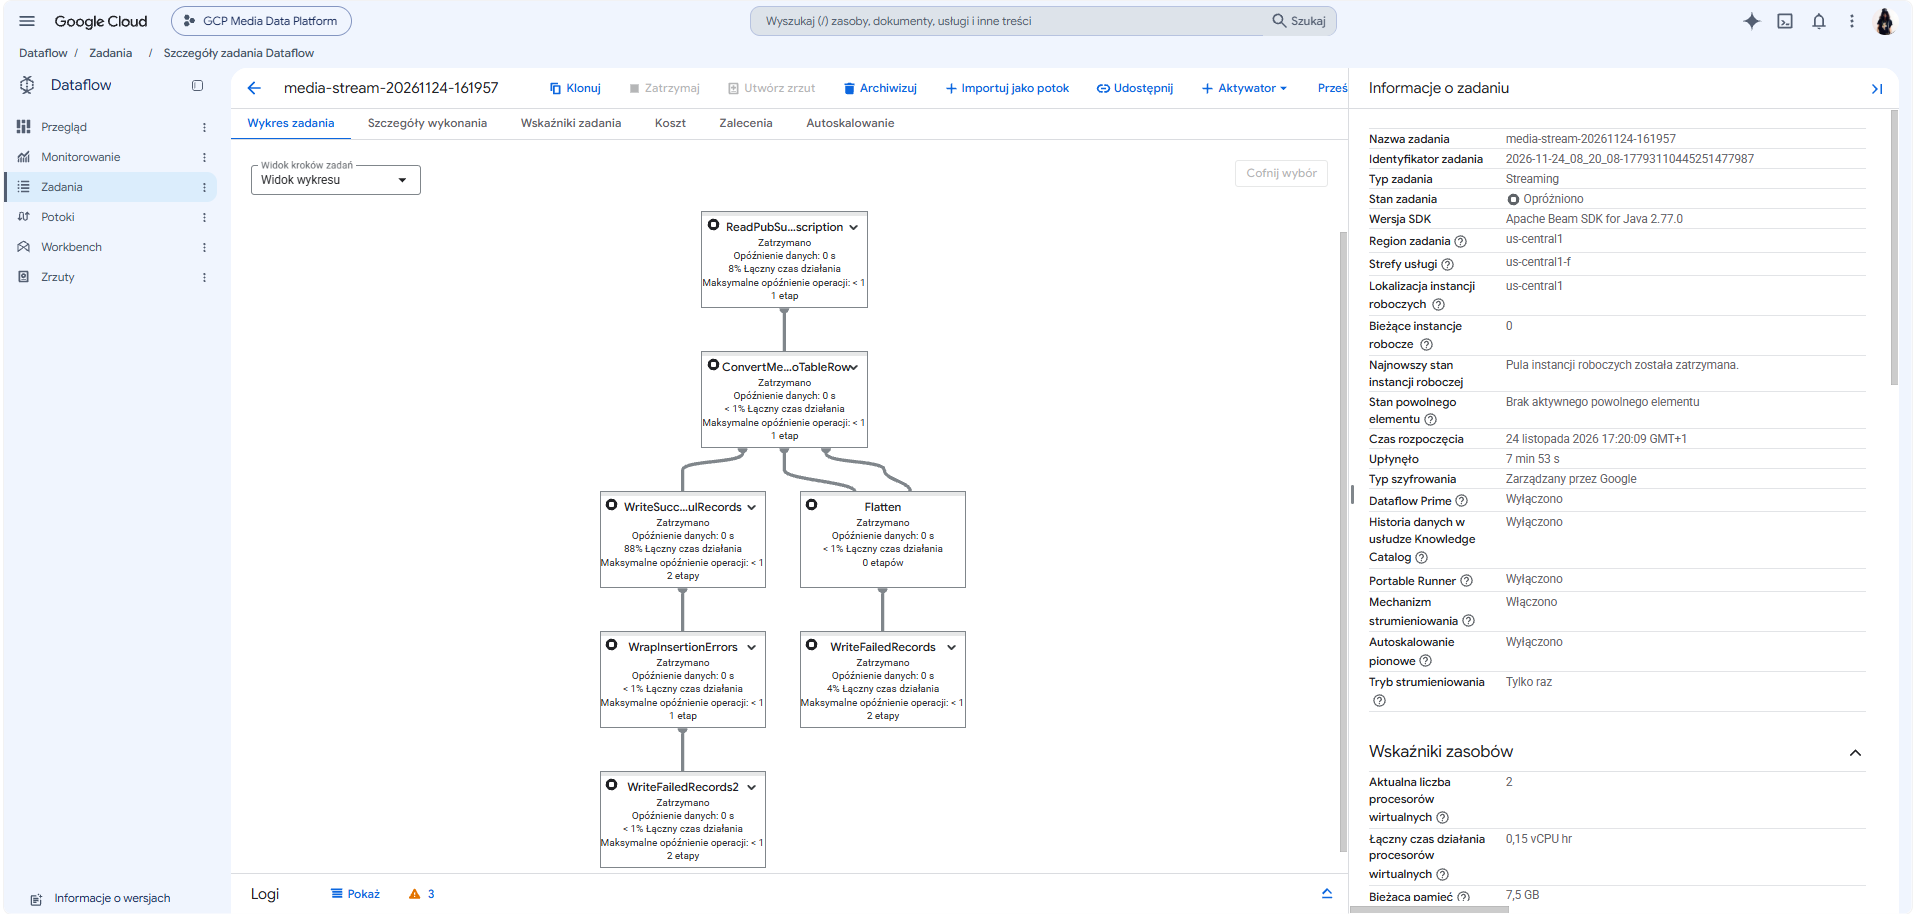 Google Cloud
GCP Media Data Platform
Wyszukaj (/) zasoby, dokumenty, usługi i inne treści
Szukaj
Dataflow / Zadania / Szczegóły zadania Dataflow
Dataflow
Przegląd
Monitorowanie
Zadania
Potoki
Workbench
Zrzuty
Informacje o wersjach
media-stream-20261124-161957
Klonuj
Zatrzymaj
Utwórz zrzut
Archiwizuj
Importuj jako potok
Udostępnij
Aktywator
Prześ
Wykres zadania
Szczegóły wykonania
Wskaźniki zadania
Koszt
Zalecenia
Autoskalowanie
Widok kroków zadań
Widok wykresu
Cofnij wybór
ReadPubSu...scription
Zatrzymano
Opóźnienie danych: 0 s
8% Łączny czas działania
Maksymalne opóźnienie operacji: < 1
1 etap
ConvertMe...oTableRow
Zatrzymano
Opóźnienie danych: 0 s
< 1% Łączny czas działania
Maksymalne opóźnienie operacji: < 1
1 etap
WriteSucc...ulRecords
Zatrzymano
Opóźnienie danych: 0 s
88% Łączny czas działania
Maksymalne opóźnienie operacji: < 1
2 etapy
Flatten
Zatrzymano
Opóźnienie danych: 0 s
< 1% Łączny czas działania
0 etapów
WrapInsertionErrors
Zatrzymano
Opóźnienie danych: 0 s
< 1% Łączny czas działania
Maksymalne opóźnienie operacji: < 1
1 etap
WriteFailedRecords
Zatrzymano
Opóźnienie danych: 0 s
4% Łączny czas działania
Maksymalne opóźnienie operacji: < 1
2 etapy
WriteFailedRecords2
Zatrzymano
Opóźnienie danych: 0 s
< 1% Łączny czas działania
Maksymalne opóźnienie operacji: < 1
2 etapy
Logi
Pokaż
3
Informacje o zadaniu
Nazwa zadania media-stream-20261124-161957
Identyfikator zadania 2026-11-24_08_20_08-17793110445251477987
Typ zadania Streaming
Stan zadania Opróżniono
Wersja SDK Apache Beam SDK for Java 2.77.0
Region zadania us-central1
Strefy usługi us-central1-f
Lokalizacja instancji us-central1
roboczych
Bieżące instancje 0
robocze
Najnowszy stan Pula instancji roboczych została zatrzymana.
instancji roboczej
Stan powolnego Brak aktywnego powolnego elementu
elementu
Czas rozpoczęcia 24 listopada 2026 17:20:09 GMT+1
Upłynęło 7 min 53 s
Typ szyfrowania Zarządzany przez Google
Dataflow Prime Wyłączono
Historia danych w Wyłączono
usłudze Knowledge
Catalog
Portable Runner Wyłączono
Mechanizm Włączono
strumieniowania
Autoskalowanie Wyłączono
pionowe
Tryb strumieniowania Tylko raz
Wskaźniki zasobów
Aktualna liczba 2
procesorów
wirtualnych
Łączny czas działania 0,15 vCPU hr
procesorów
wirtualnych
Bieżąca pamięć 7,5 GB